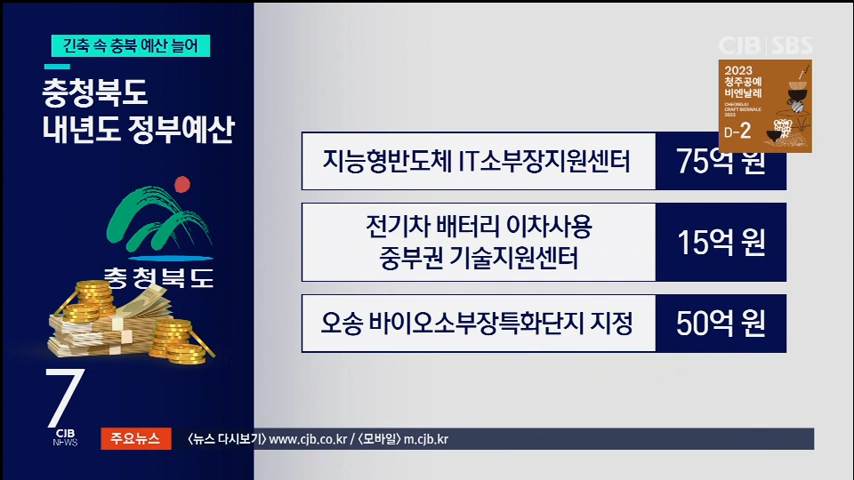 긴축 속 충북 예산 늘어
충청북도
내년도 정부예산
충청북도
CJB SBS
2023
청주공예
비엔날레
CHEONGJU
CRAFT BIENNALE
2023
D-2
지능형반도체 IT소부장지원센터 75억 원
전기차 배터리 이차사용
중부권 기술지원센터 15억 원
오송 바이오소부장특화단지 지정 50억 원
7
CJB
NEWS
주요뉴스 〈뉴스 다시보기〉 www.cjb.co.kr / 〈모바일〉 m.cjb.kr